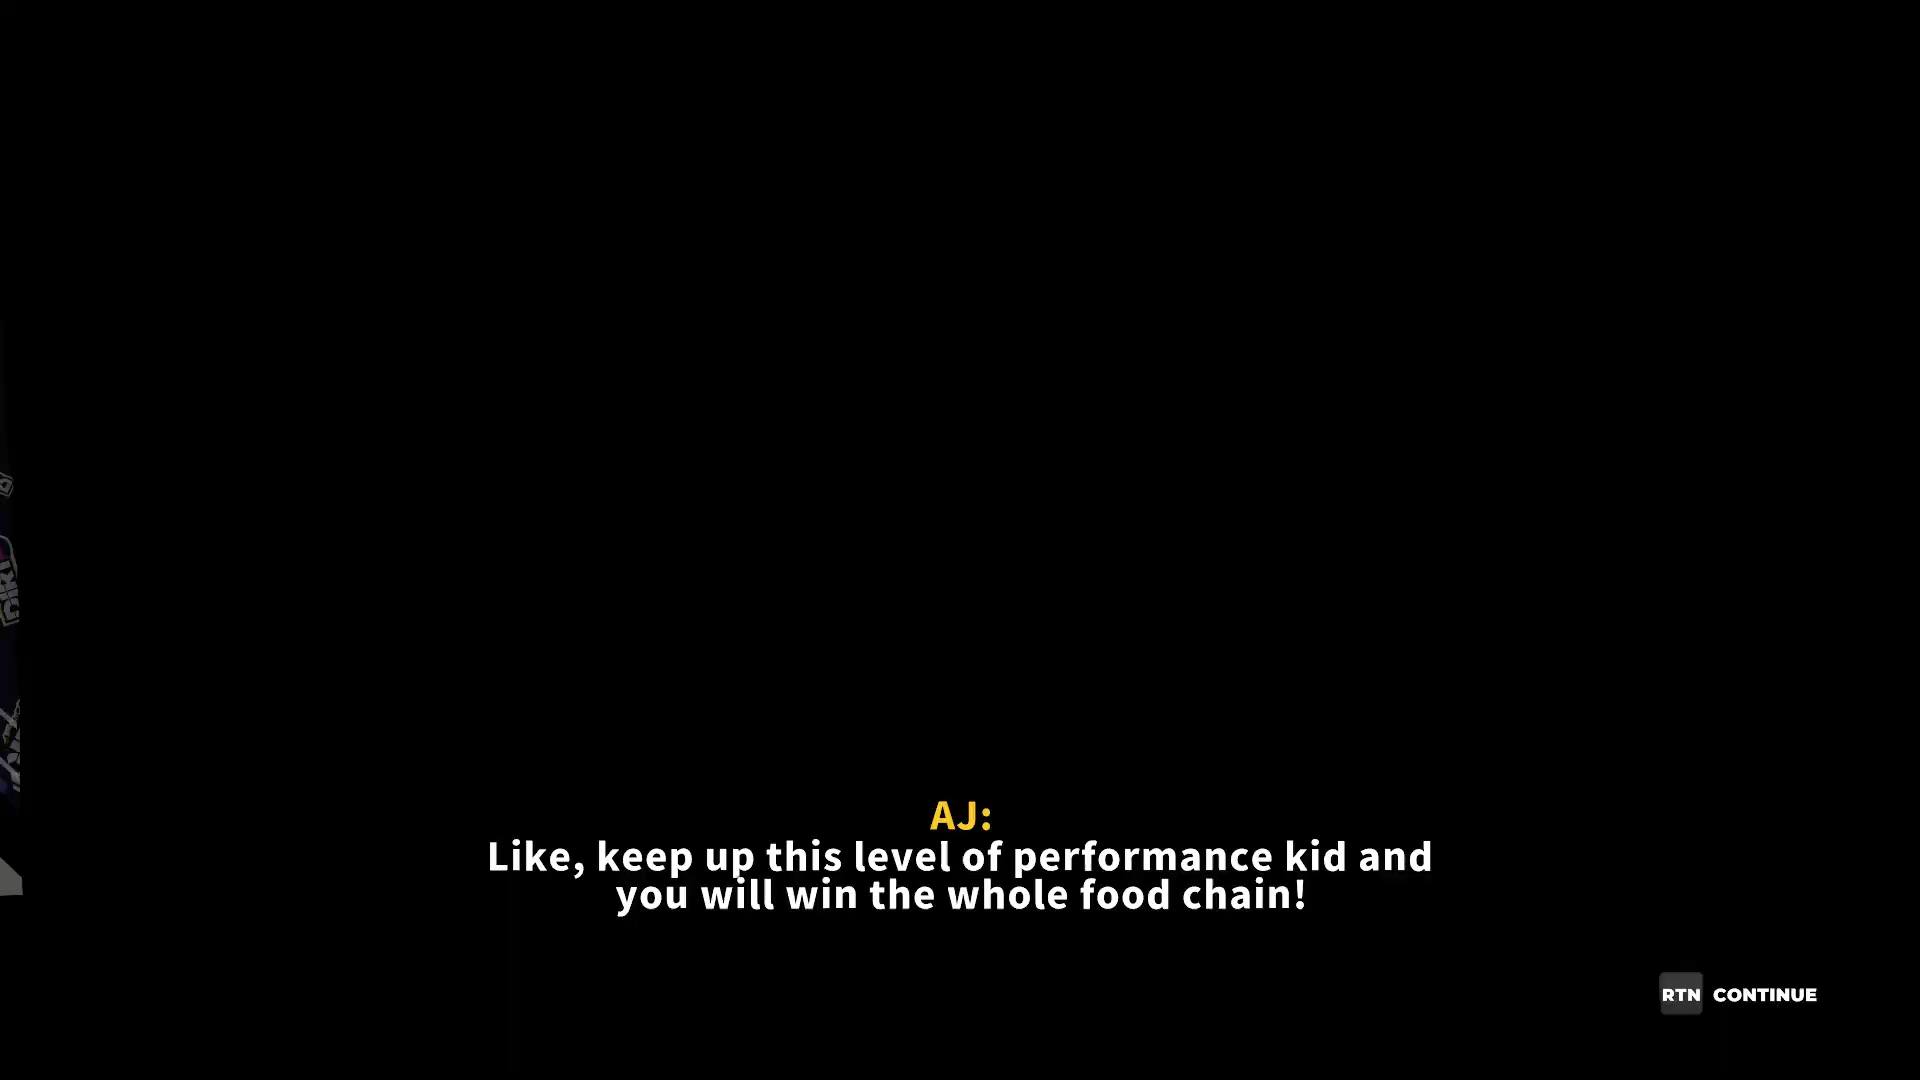 AJ:
Like, keep up this level of performance kid and
you will win the whole food chain!
RTN CONTINUE